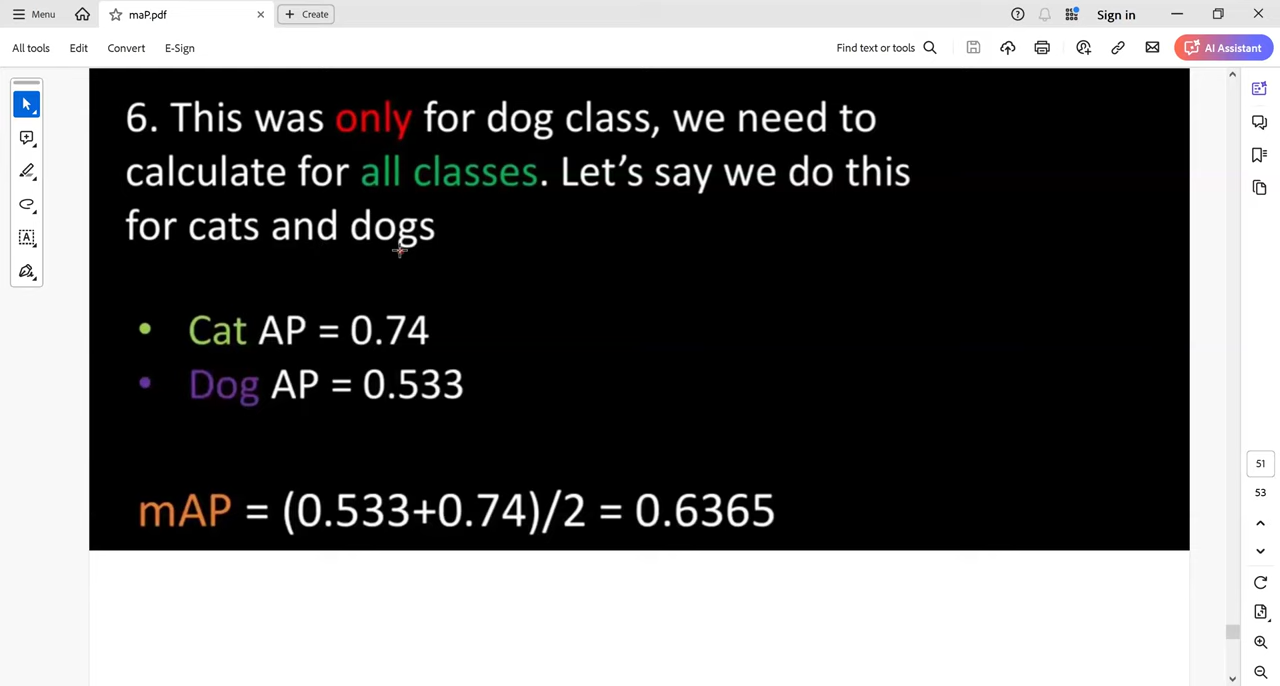 Menu
maP.pdf
Create
Sign in
All tools
Edit
Convert
E-Sign
Find text or tools
AI Assistant
6. This was only for dog class, we need to
calculate for all classes. Let's say we do this
for cats and dogs
• Cat AP = 0.74
• Dog AP = 0.533
mAP = (0.533+0.74)/2 = 0.6365
51
53